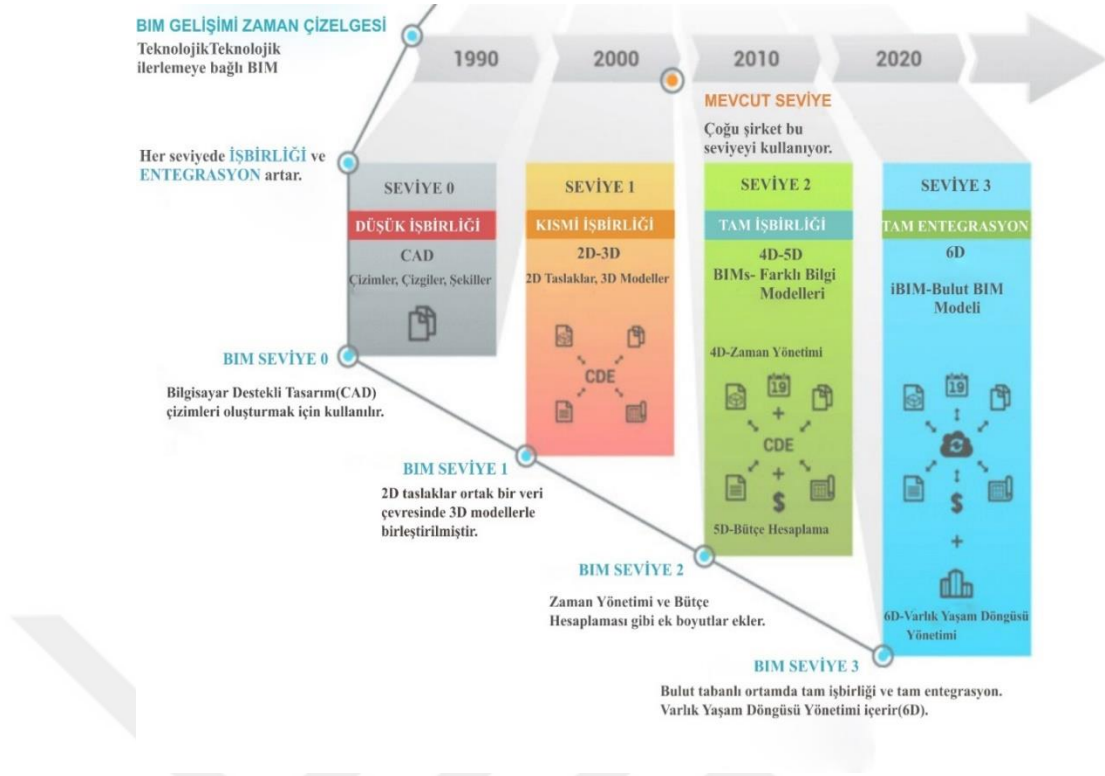 BIM GELİŞİMİ ZAMAN ÇİZELGESİ
TeknolojikTeknolojik
ilerlemeye bağlı BIM
1990
2000
2010
2020
MEVCUT SEVİYE
Çoğu şirket bu
seviyeyi kullanıyor.
Her seviyede İŞBİRLİĞİ ve
ENTEGRASYON artar.
SEVİYE 0
DÜŞÜK İŞBİRLİĞİ
CAD
Çizimler, Çizgiler, Şekiller
SEVİYE 1
KISMİ İŞBİRLİĞİ
2D-3D
2D Taslaklar, 3D Modeller
CDE
SEVİYE 2
TAM İŞBİRLİĞİ
4D-5D
BIMs- Farklı Bilgi
Modelleri
4D-Zaman Yönetimi
19
+
CDE
+
$
5D-Bütçe Hesaplama
SEVİYE 3
TAM ENTEGRASYON
6D
iBIM-Bulut BIM
Modeli
19
$
+
6D-Varlık Yaşam Döngüsü
Yönetimi
BIM SEVİYE 0
Bilgisayar Destekli Tasarım(CAD)
çizimleri oluşturmak için kullanılır.
BIM SEVİYE 1
2D taslaklar ortak bir veri
çevresinde 3D modellerle
birleştirilmiştir.
BIM SEVİYE 2
Zaman Yönetimi ve Bütçe
Hesaplaması gibi ek boyutlar ekler.
BIM SEVİYE 3
Bulut tabanlı ortamda tam işbirliği ve tam entegrasyon.
Varlık Yaşam Döngüsü Yönetimi içerir(6D).